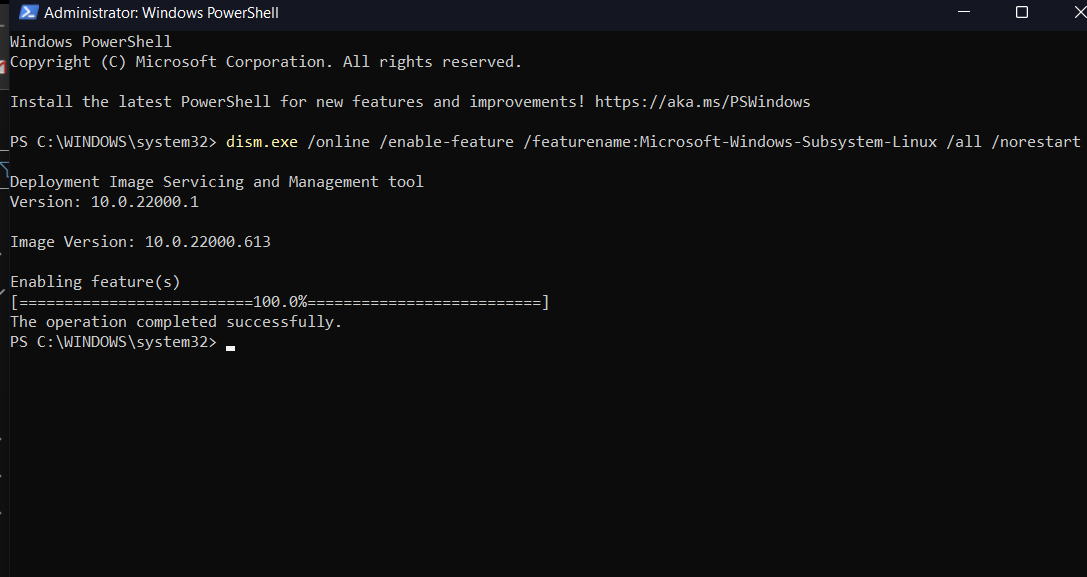 Administrator: Windows PowerShell
Windows PowerShell
Copyright (C) Microsoft Corporation. All rights reserved.
Install the latest PowerShell for new features and improvements! https://aka.ms/PSWindows
PS C:\WINDOWS\system32> dism.exe /online /enable-feature /featurename:Microsoft-Windows-Subsystem-Linux /all /norestart
Deployment Image Servicing and Management tool
Version: 10.0.22000.1
Image Version: 10.0.22000.613
Enabling feature(s)
[==========================100.0%==========================]
The operation completed successfully.
PS C:\WINDOWS\system32>